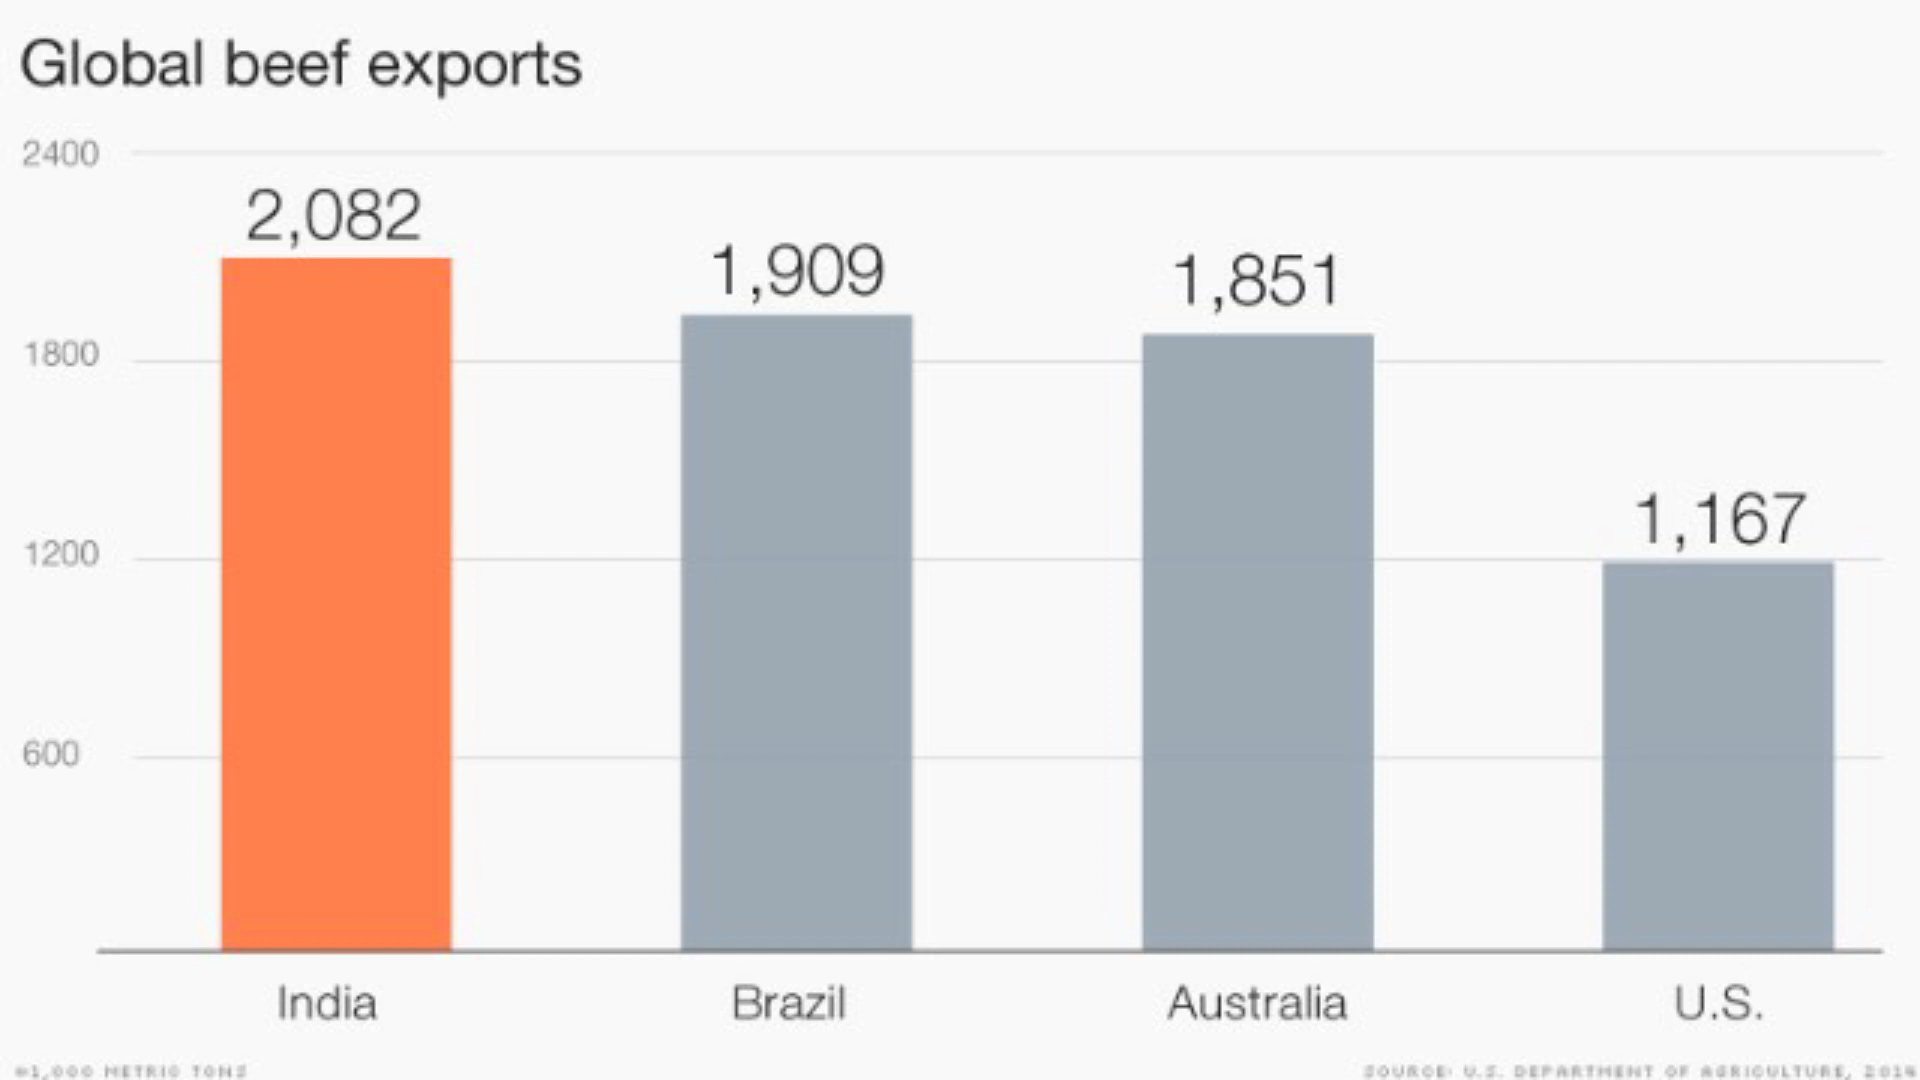 Global beef exports
2400
2,082
1,909
1,851
1800
1,167
1200
600
India Brazil Australia U.S.
*1,000 METRIC TONS
SOURCE: U.S. DEPARTMENT OF AGRICULTURE, 2014